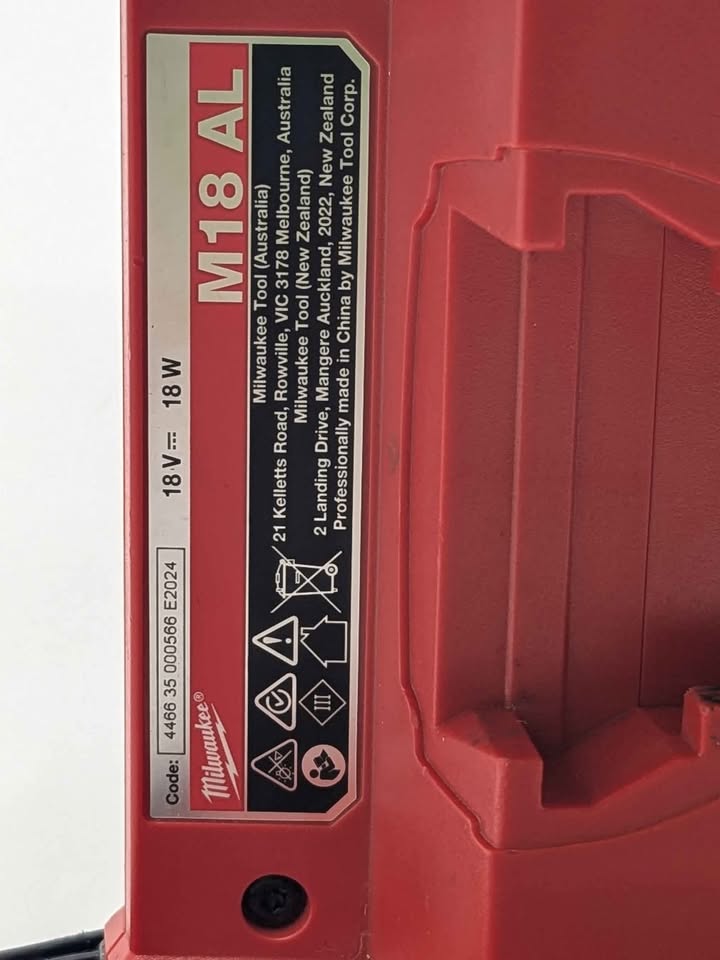 Code: 4466 35 000566 E2024 18 V 18 W
Milwaukee® M18 AL
Milwaukee Tool (Australia)
21 Kelletts Road, Rowville, VIC 3178 Melbourne, Australia
Milwaukee Tool (New Zealand)
2 Landing Drive, Mangere Auckland, 2022, New Zealand
Professionally made in China by Milwaukee Tool Corp.
III